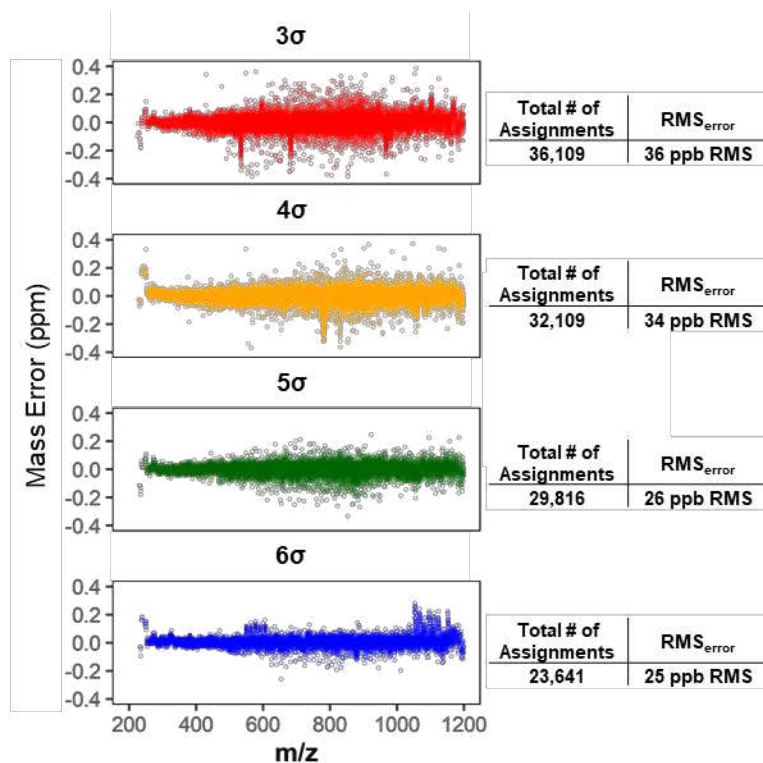 3σ
0.4
0.2
0.0
-0.2
-0.4
Total # of Assignments RMSerror
36,109 36 ppb RMS
4σ
0.4
0.2
0.0
-0.2
-0.4
Total # of Assignments RMSerror
32,109 34 ppb RMS
Mass Error (ppm)
5σ
0.4
0.2
0.0
-0.2
-0.4
Total # of Assignments RMSerror
29,816 26 ppb RMS
6σ
0.4
0.2
0.0
-0.2
-0.4
Total # of Assignments RMSerror
23,641 25 ppb RMS
200 400 600 800 1000 1200
m/z